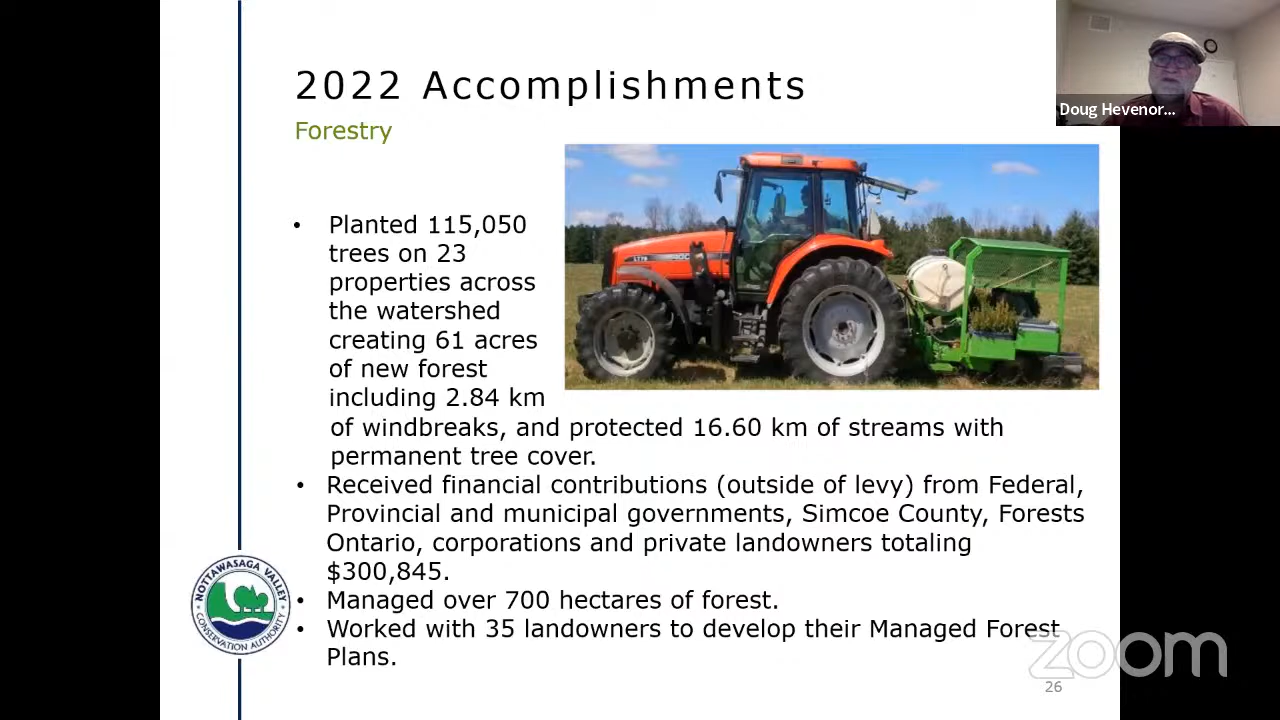 2022 Accomplishments
Forestry
Doug Hevenor...
• Planted 115,050
trees on 23
properties across
the watershed
creating 61 acres
of new forest
including 2.84 km
of windbreaks, and protected 16.60 km of streams with
permanent tree cover.
• Received financial contributions (outside of levy) from Federal,
Provincial and municipal governments, Simcoe County, Forests
Ontario, corporations and private landowners totaling
$300,845.
• Managed over 700 hectares of forest.
• Worked with 35 landowners to develop their Managed Forest
Plans.
NOTTAWASAGA VALLEY
CONSERVATION AUTHORITY
zoom
26